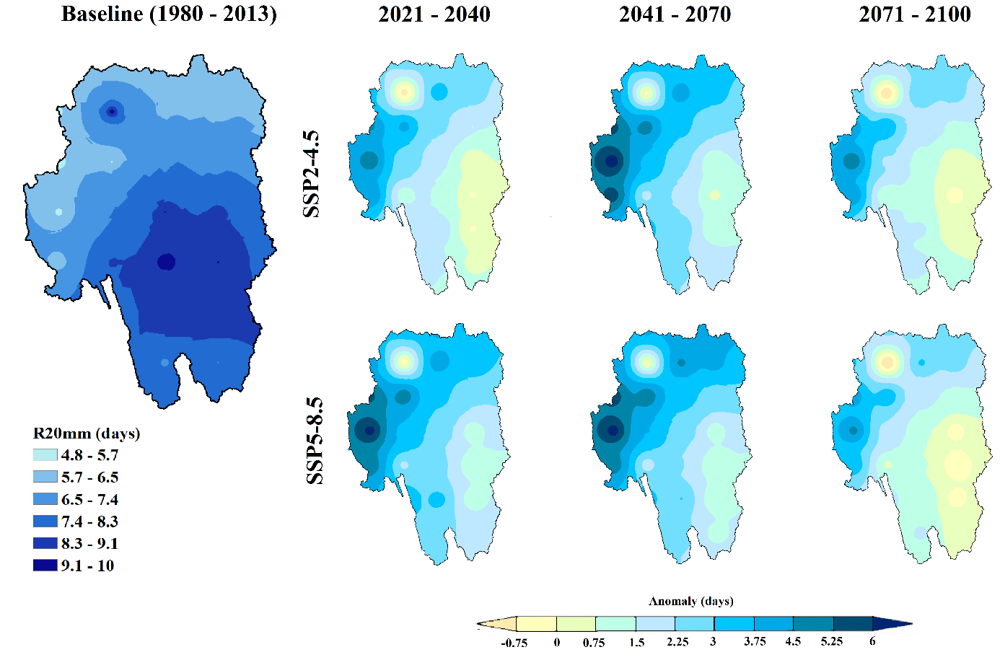 Baseline (1980 - 2013)
2021 - 2040
2041 - 2070
2071 - 2100
SSP2-4.5
SSP5-8.5
R20mm (days)
4.8 - 5.7
5.7 - 6.5
6.5 - 7.4
7.4 - 8.3
8.3 - 9.1
9.1 - 10
Anomaly (days)
-0.75 0 0.75 1.5 2.25 3 3.75 4.5 5.25 6